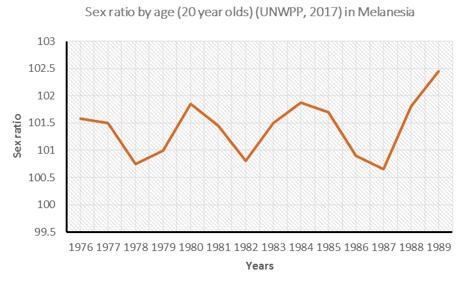 Sex ratio by age (20 year olds) (UNWPP, 2017) in Melanesia
103
102.5
102
101.5
101
100.5
100
99.5
Sex ratio
1976 1977 1978 1979 1980 1981 1982 1983 1984 1985 1986 1987 1988 1989
Years